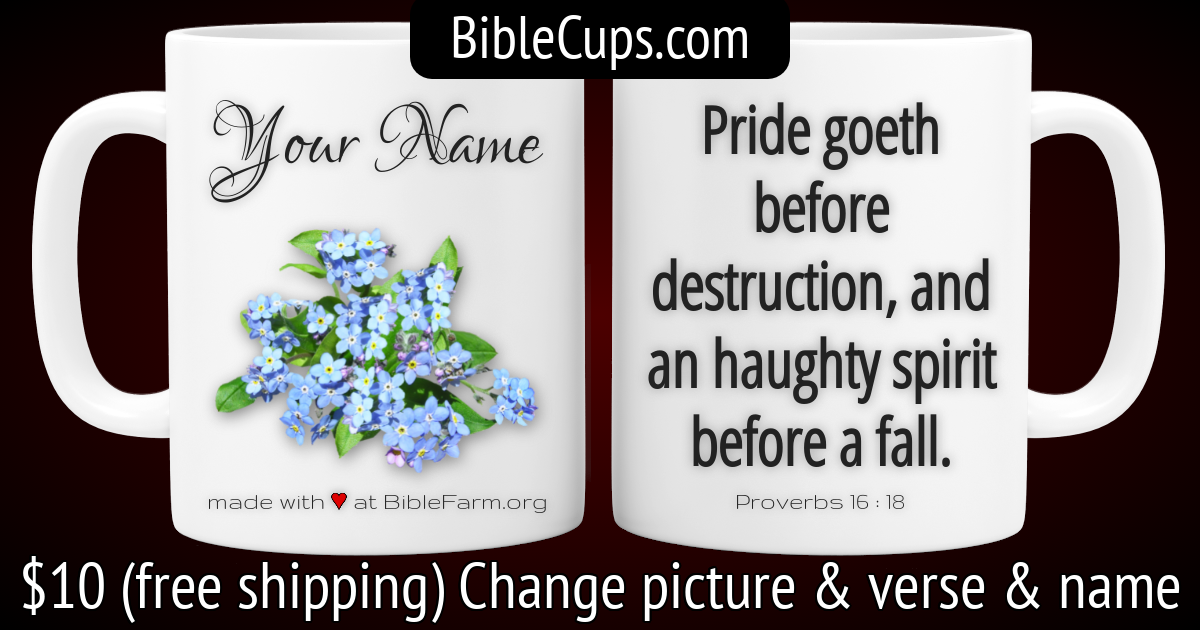 BibleCups.com
Your Name
made with ♥ at BibleFarm.org
Pride goeth
before
destruction, and
an haughty spirit
before a fall.
Proverbs 16 : 18
$10 (free shipping) Change picture & verse & name